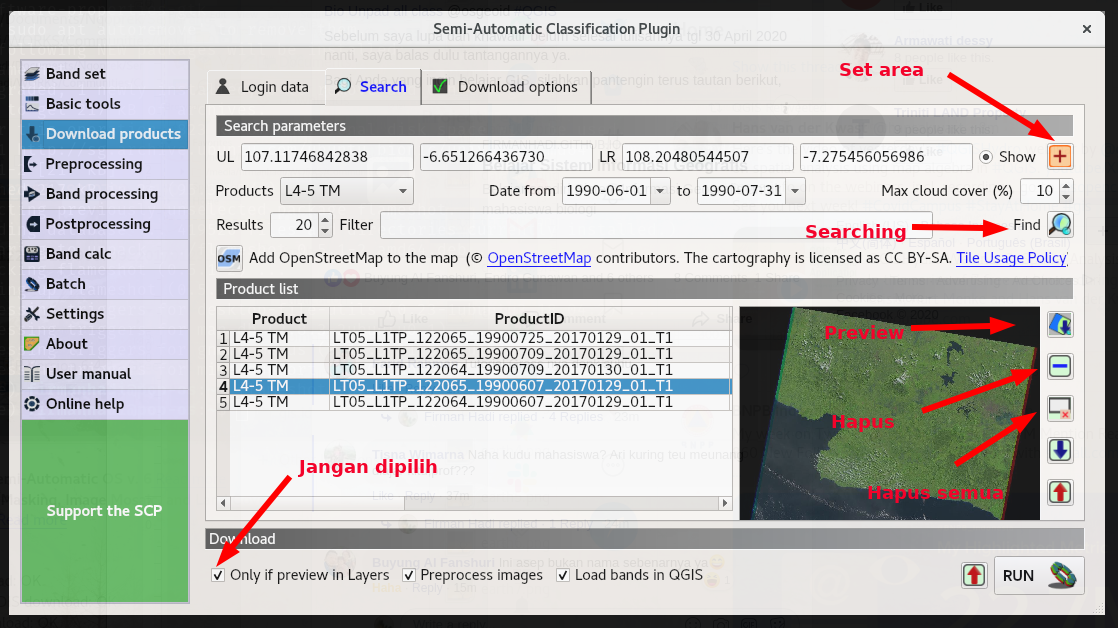 Semi-Automatic Classification Plugin
Band set
Basic tools
Download products
Preprocessing
Band processing
Postprocessing
Band calc
Batch
Settings
About
User manual
Online help
Support the SCP
Login data Search Download options
Set area
Search parameters
UL 107.11746842838 -6.651266436730 LR 108.20480544507 -7.275456056986 Show
Products L4-5 TM Date from 1990-06-01 to 1990-07-31 Max cloud cover (%) 10
Results 20 Filter Searching Find
OSM Add OpenStreetMap to the map (© OpenStreetMap contributors. The cartography is licensed as CC BY-SA. Tile Usage Policy
Product list
Product ProductID
1 L4-5 TM LT05_L1TP_122065_19900725_20170129_01_T1
2 L4-5 TM LT05_L1TP_122065_19900709_20170129_01_T1
3 L4-5 TM LT05_L1TP_122064_19900709_20170130_01_T1
4 L4-5 TM LT05_L1TP_122065_19900607_20170129_01_T1
5 L4-5 TM LT05_L1TP_122064_19900607_20170129_01_T1
Preview
Hapus
Hapus semua
Jangan dipilih
Download
Only if preview in Layers Preprocess images Load bands in QGIS
RUN